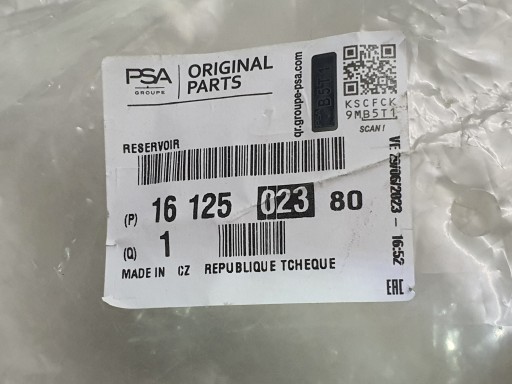 PSA
GROUPE
ORIGINAL
PARTS
qr.groupe-psa.com
MB5T1
KSCFCK
9MB5T1
SCAN!
RESERVOIR
(P) 16 125 023 80
(Q) 1
MADE IN CZ REPUBLIQUE TCHEQUE
VE 29/06/2023 - 16:52
EAC